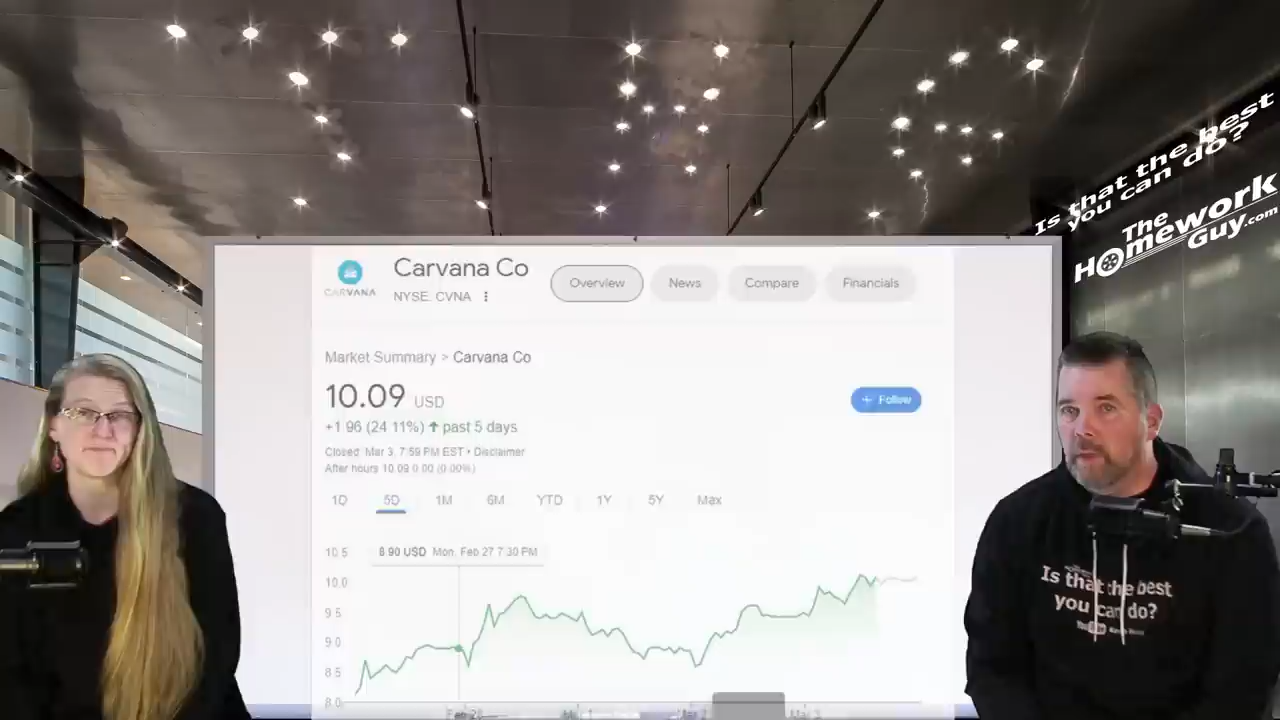 Is that the best
you can do?
The
Homework
Guy.com
CARVANA
Carvana Co
NYSE: CVNA
Overview
News
Compare
Financials
Market Summary > Carvana Co
10.09 USD
+ Follow
+1.96 (24.11%) ↑ past 5 days
Closed: Mar 3, 7:59 PM EST • Disclaimer
After hours 10.09 0.00 (0.00%)
1D
5D
1M
6M
YTD
1Y
5Y
Max
8.90 USD Mon, Feb 27 7:30 PM
10.5
10.0
9.5
9.0
8.5
8.0
Feb 28
Is that the best
you can do?